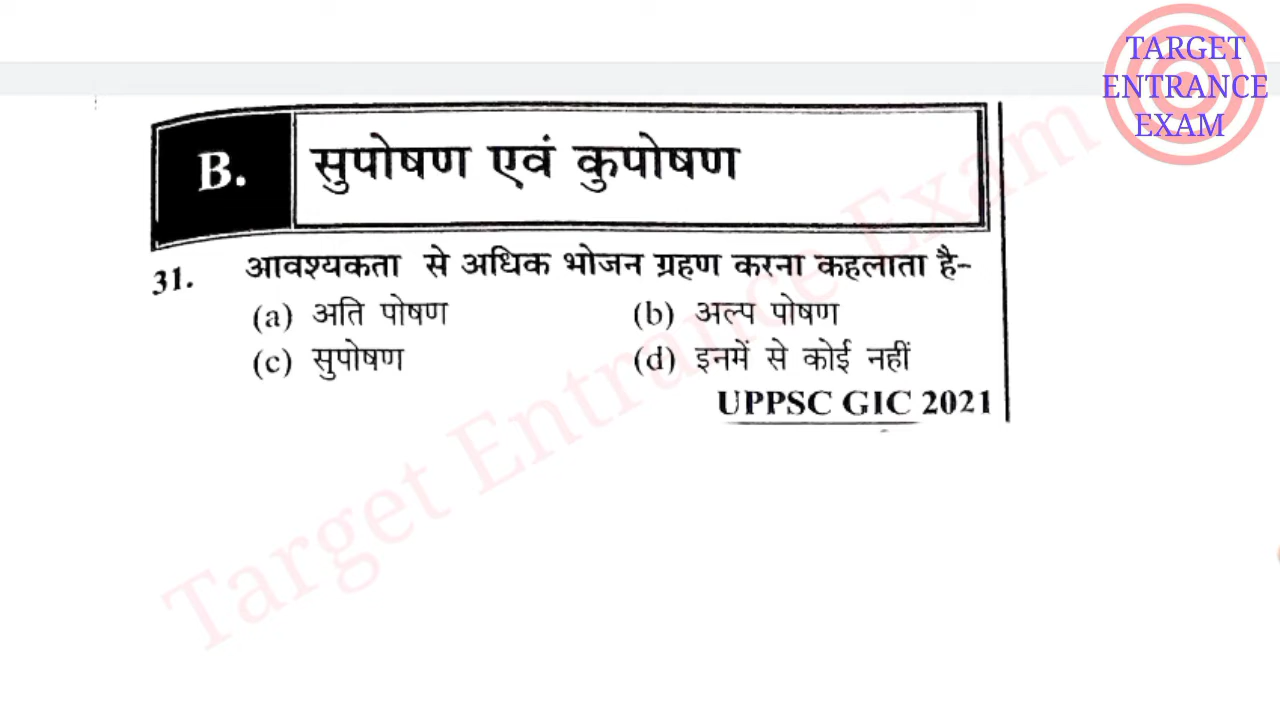 TARGET
ENTRANCE
EXAM
B. सुपोषण एवं कुपोषण
31. आवश्यकता से अधिक भोजन ग्रहण करना कहलाता है-
(a) अति पोषण (b) अल्प पोषण
(c) सुपोषण (d) इनमें से कोई नहीं
UPPSC GIC 2021
Target Entrance Exam